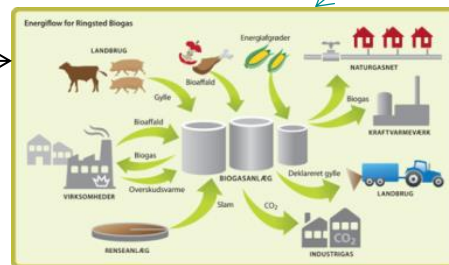 Energiflow for Ringsted Biogas
LANDBRUG
Energiafgrøder
Bioaffald
NATURGASNET
Gylle
Bioaffald
Biogas
KRAFTVARMEVÆRK
Biogas
BIOGASANLÆG
Overskudsvarme
Deklareret gylle
VIRKSOMHEDER
Slam
CO2
LANDBRUG
RENSEANLÆG
CO2
INDUSTRIGAS